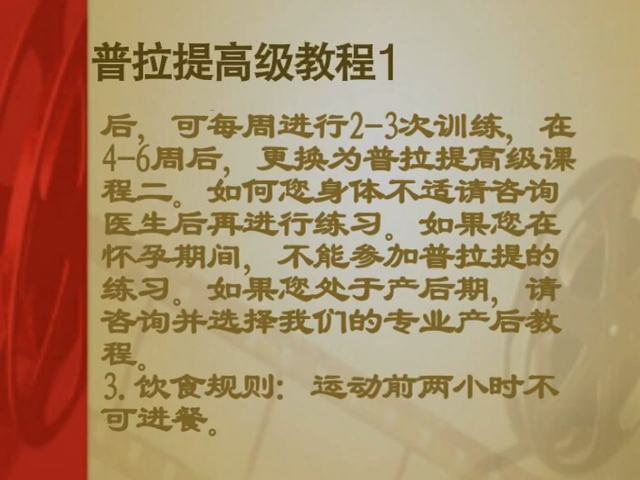 普拉提高级教程1
后，可每周进行2-3次训练，在
4-6周后，更换为普拉提高级课
程二。如何您身体不适请咨询
医生后再进行练习。如果您在
怀孕期间，不能参加普拉提的
练习。如果您处于产后期，请
咨询并选择我们的专业产后教
程。
3.饮食规则：运动前两小时不
可进餐。